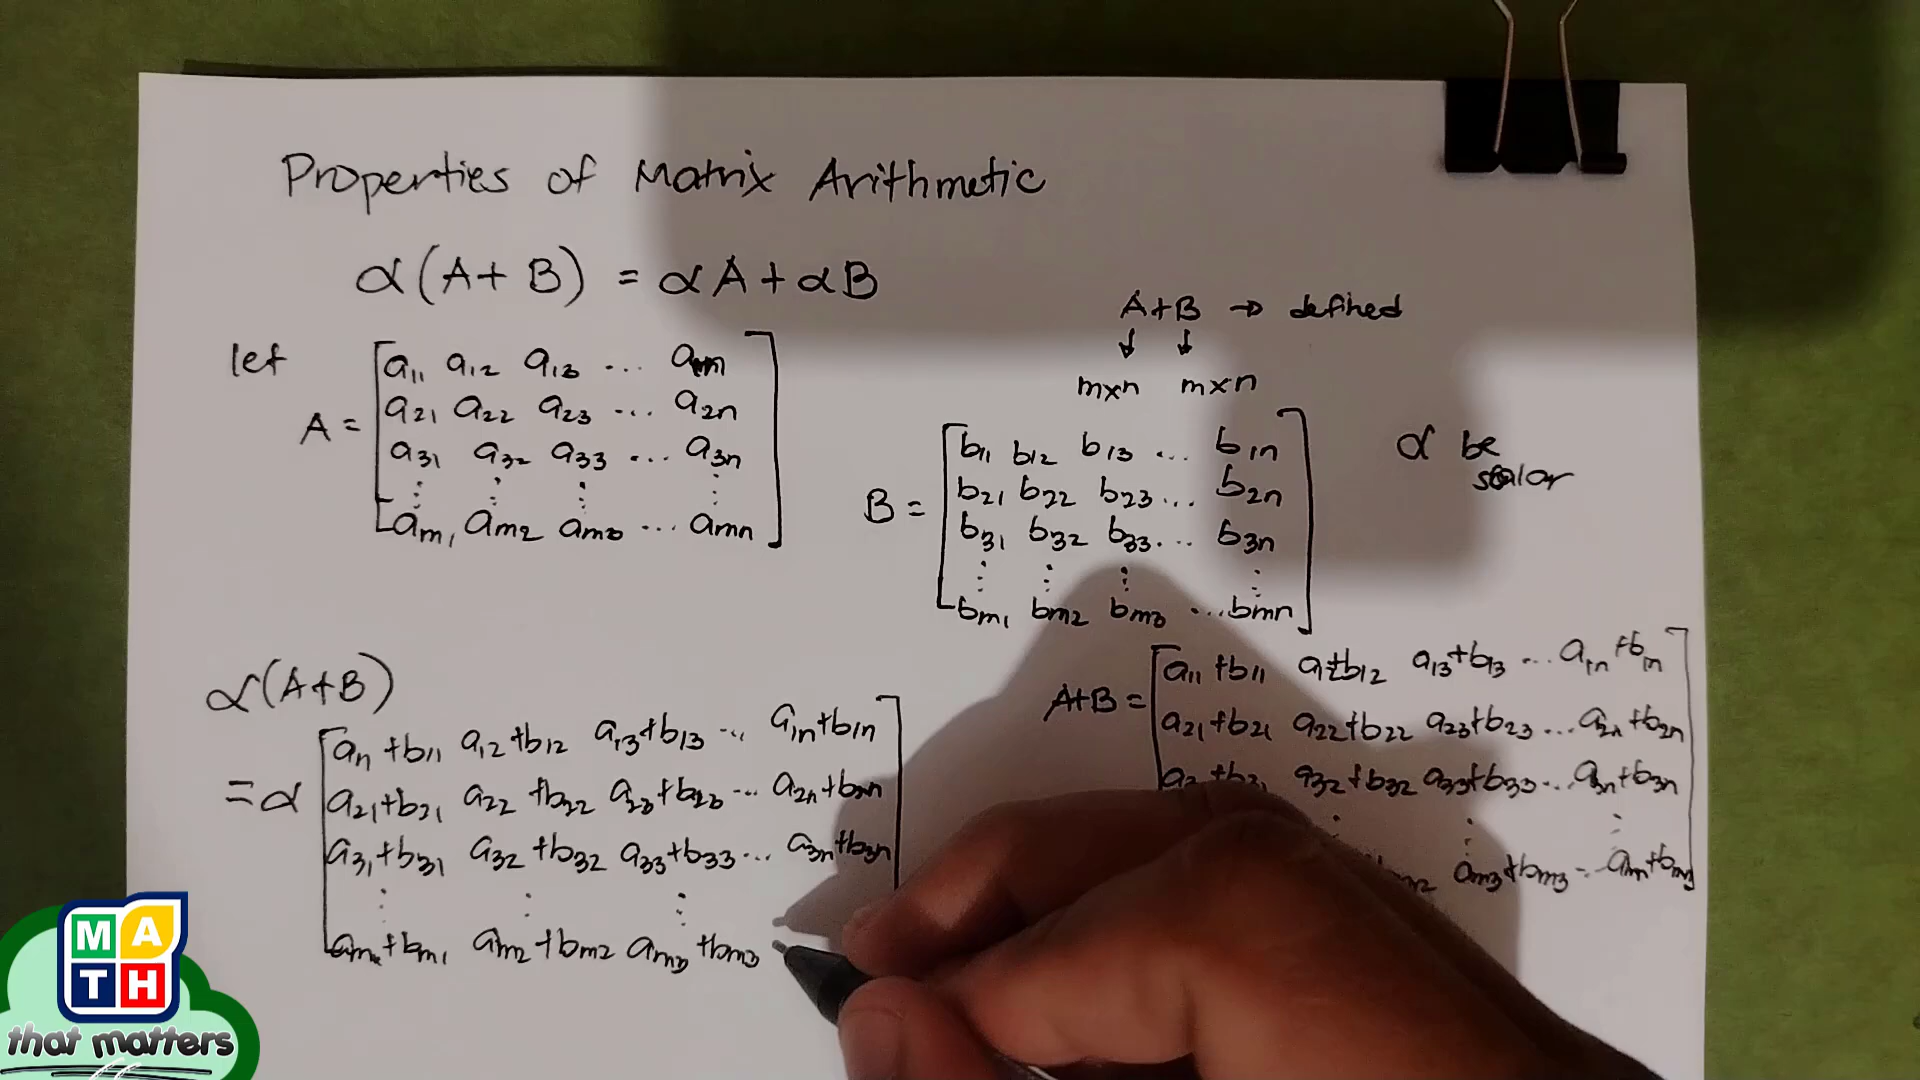 Properties of Matrix Arithmetic
α(A+B) = αA + αB
A+B → defined
m×n m×n
let
A =
a11 a12 a13 ...
a21 a22 a23 ... a2n
a31 a32 a33 ... a3n
am1 am2 am3 ... amn
B =
b11 b12 b13 ... b1n
b21 b22 b23 ... b2n
b31 b32 b33 ... b3n
bm1 bm2 bm3 ... bmn
α be
scalar
A+B =
a11+b11 a12+b12 a13+b13 ... a1n+b1n
a21+b21 a22+b22 a23+b23 ... a2n+b2n
a32+b32 a33+b33 ... a3n+b3n
am3+bm3
α(A+B)
= α
a11+b11 a12+b12 a13+b13 ... a1n+b1n
a21+b21 a22+b22 a23+b23 ... a2n+b2n
a31+b31 a32+b32 a33+b33 ... a3n+b3n
am1+bm1 am2+bm2 am3+bm3
MATH
that matters